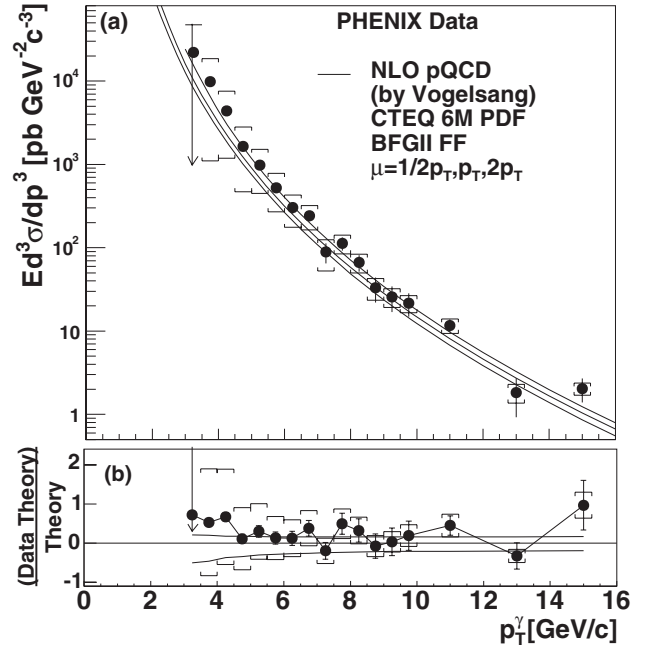 (a)
PHENIX Data
NLO pQCD
(by Vogelsang)
CTEQ 6M PDF
BFGII FF
μ=1/2p_T,p_T,2p_T
Ed³σ/dp³ [pb GeV⁻²c⁻³]
10⁴
10³
10²
10
1
(b)
(Data Theory)
Theory
2
1
0
-1
0 2 4 6 8 10 12 14 16
p_T^γ[GeV/c]